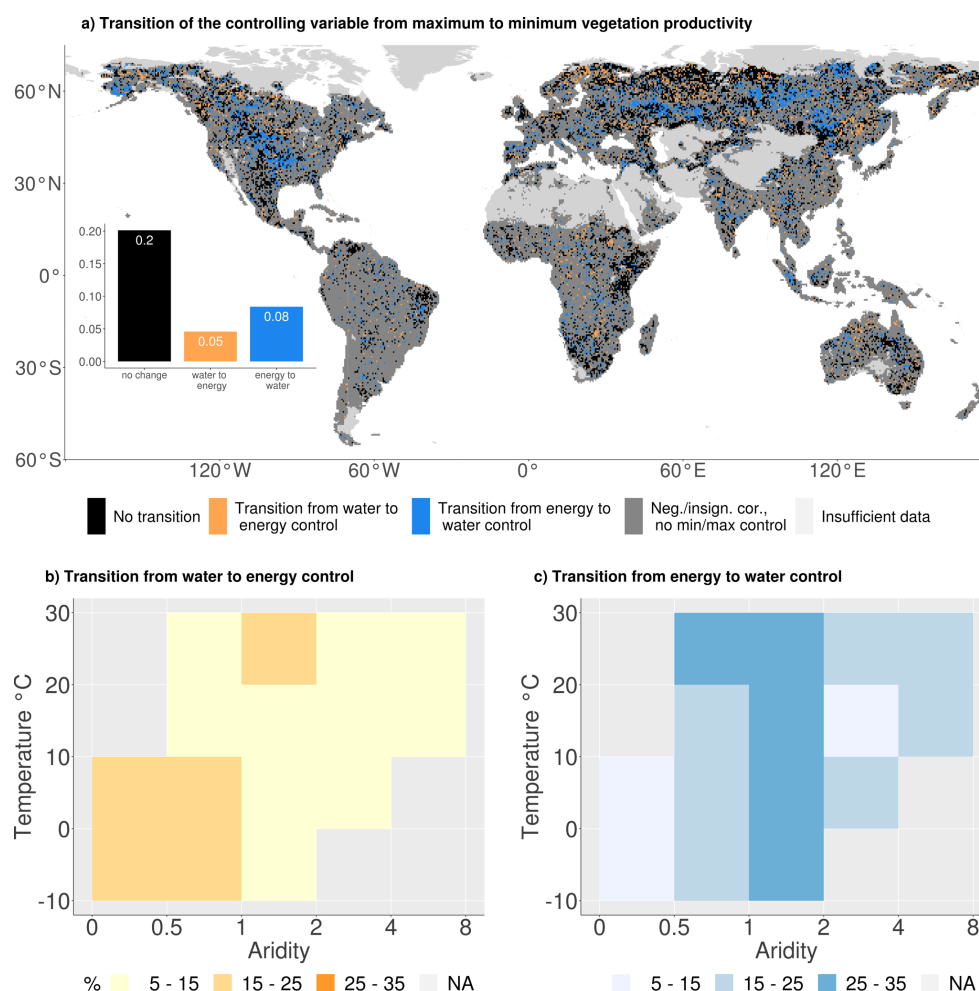 a) Transition of the controlling variable from maximum to minimum vegetation productivity
60°N
30°N
0°
30°S
60°S
120°W
60°W
0°
60°E
120°E
0.20
0.15
0.10
0.05
0.00
0.2
0.05
0.08
no change
water to
energy
energy to
water
No transition
Transition from water to
energy control
Transition from energy to
water control
Neg./insign. cor.,
no min/max control
Insufficient data
b) Transition from water to energy control
Temperature °C
30
20
10
0
-10
0
0.5
1
2
4
8
Aridity
% 5 - 15 15 - 25 25 - 35 NA
c) Transition from energy to water control
Temperature °C
30
20
10
0
-10
0
0.5
1
2
4
8
Aridity
5 - 15 15 - 25 25 - 35 NA